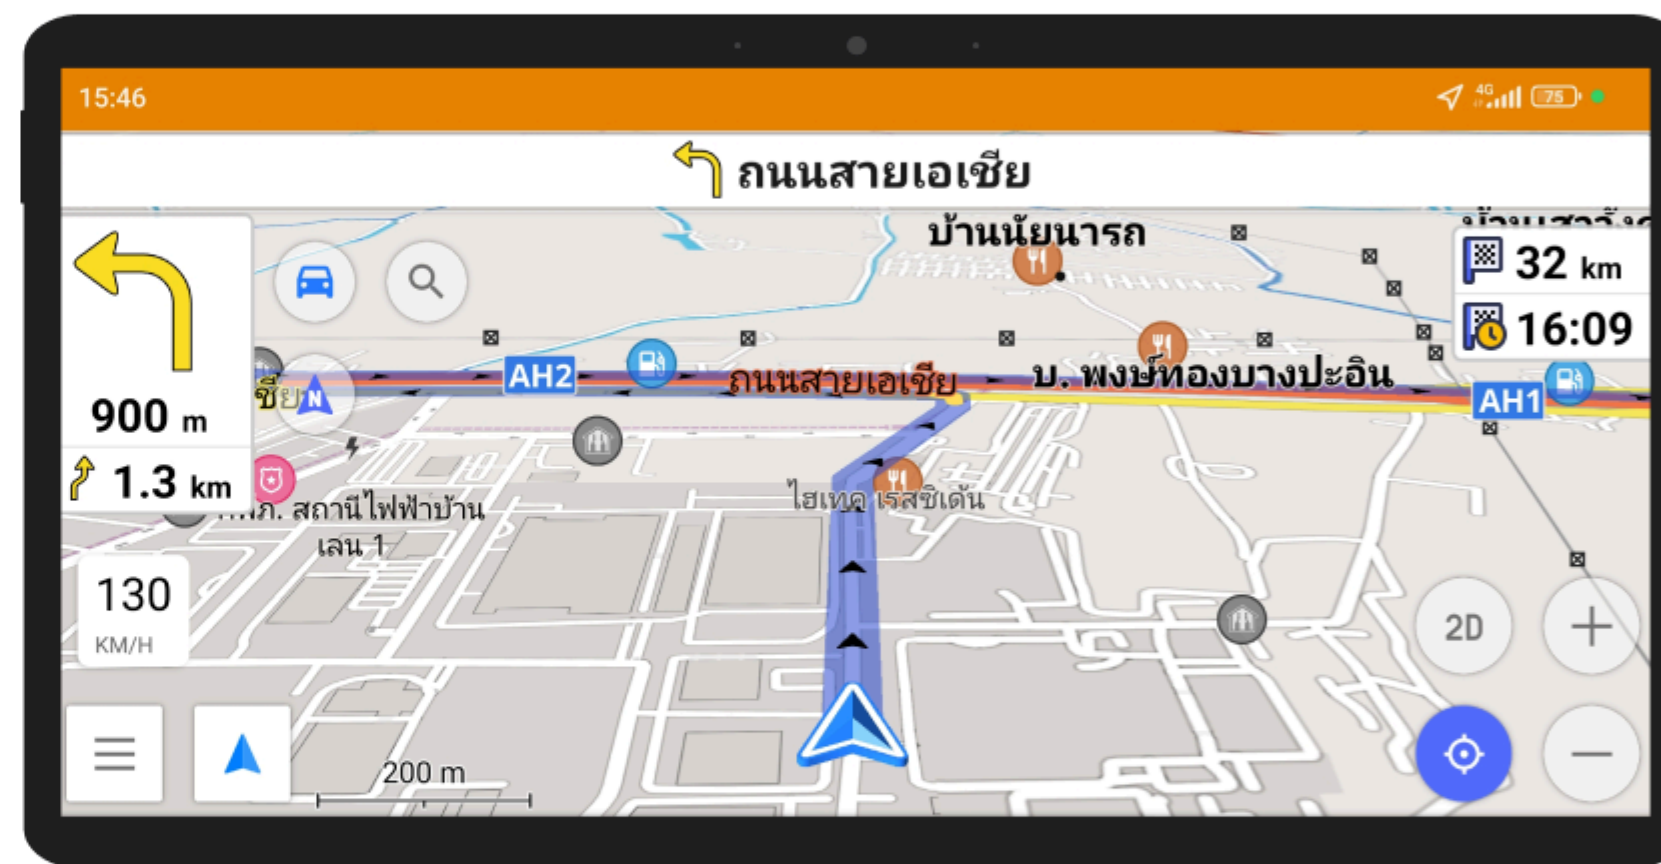 15:46
4G
75
ถนนสายเอเชีย
บ้านนัยนารถ
32 km
16:09
900 m
1.3 km
AH2
ถนนสายเอเชีย
บ. พงษ์ทองบางปะอิน
AH1
N
ไฮเทค เรสซิเด้น
สถานีไฟฟ้าบ้าน
เลน 1
130
KM/H
2D
200 m